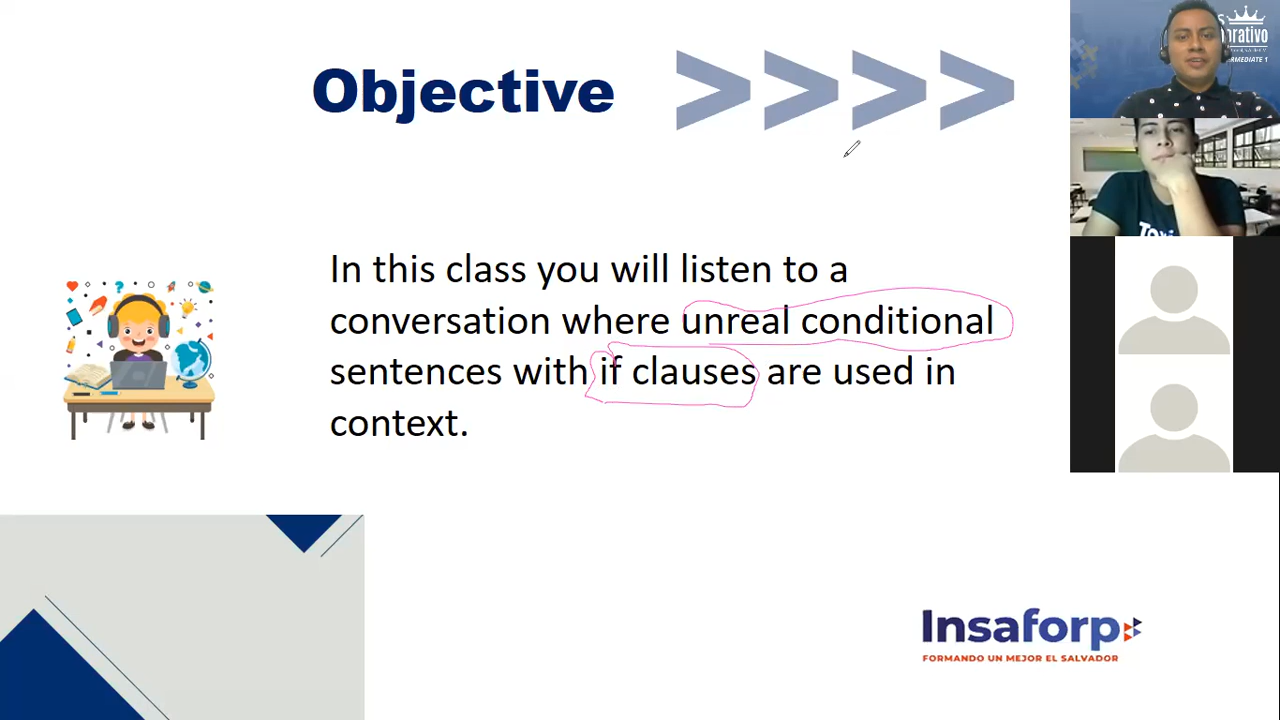 Objective
In this class you will listen to a
conversation where unreal conditional
sentences with if clauses are used in
context.
Insaforp
FORMANDO UN MEJOR EL SALVADOR